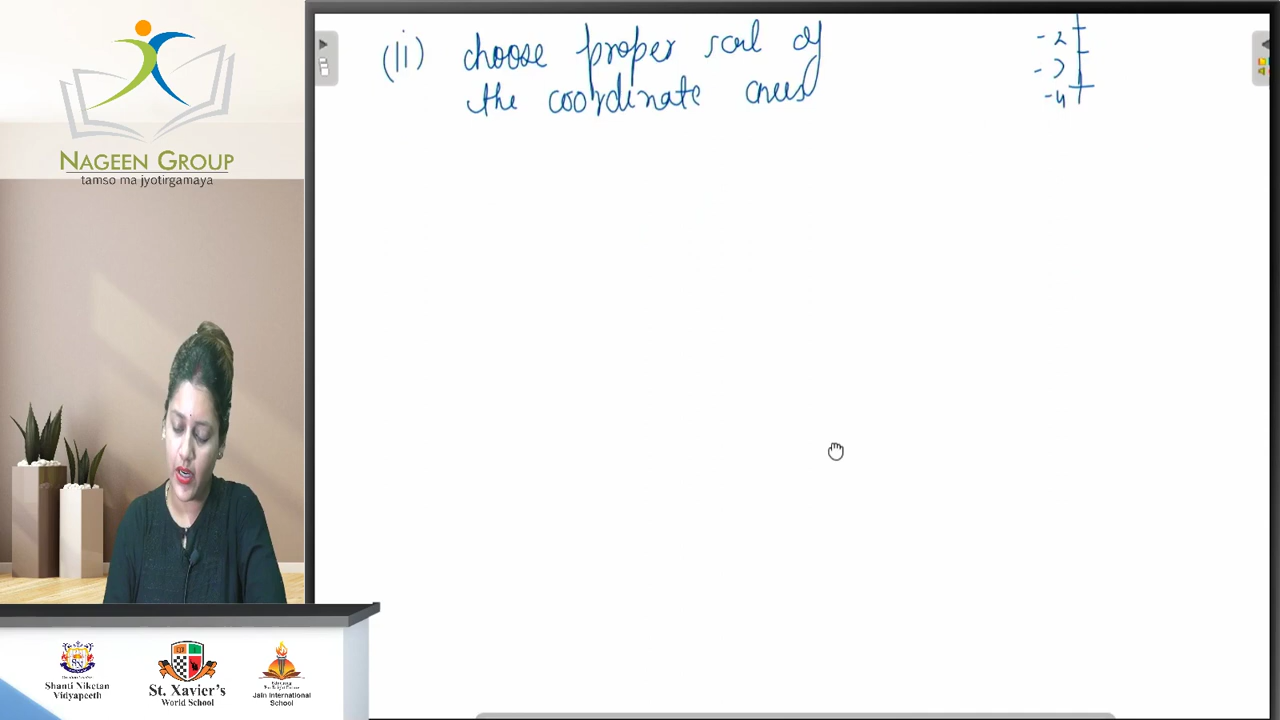 (ii) choose proper scal of
the coordinate axes
-2
-3
-4
NAGEEN GROUP
tamso ma jyotirgamaya
Shanti Niketan
Vidyapeeth
St. Xavier's
World School
Jain International
School